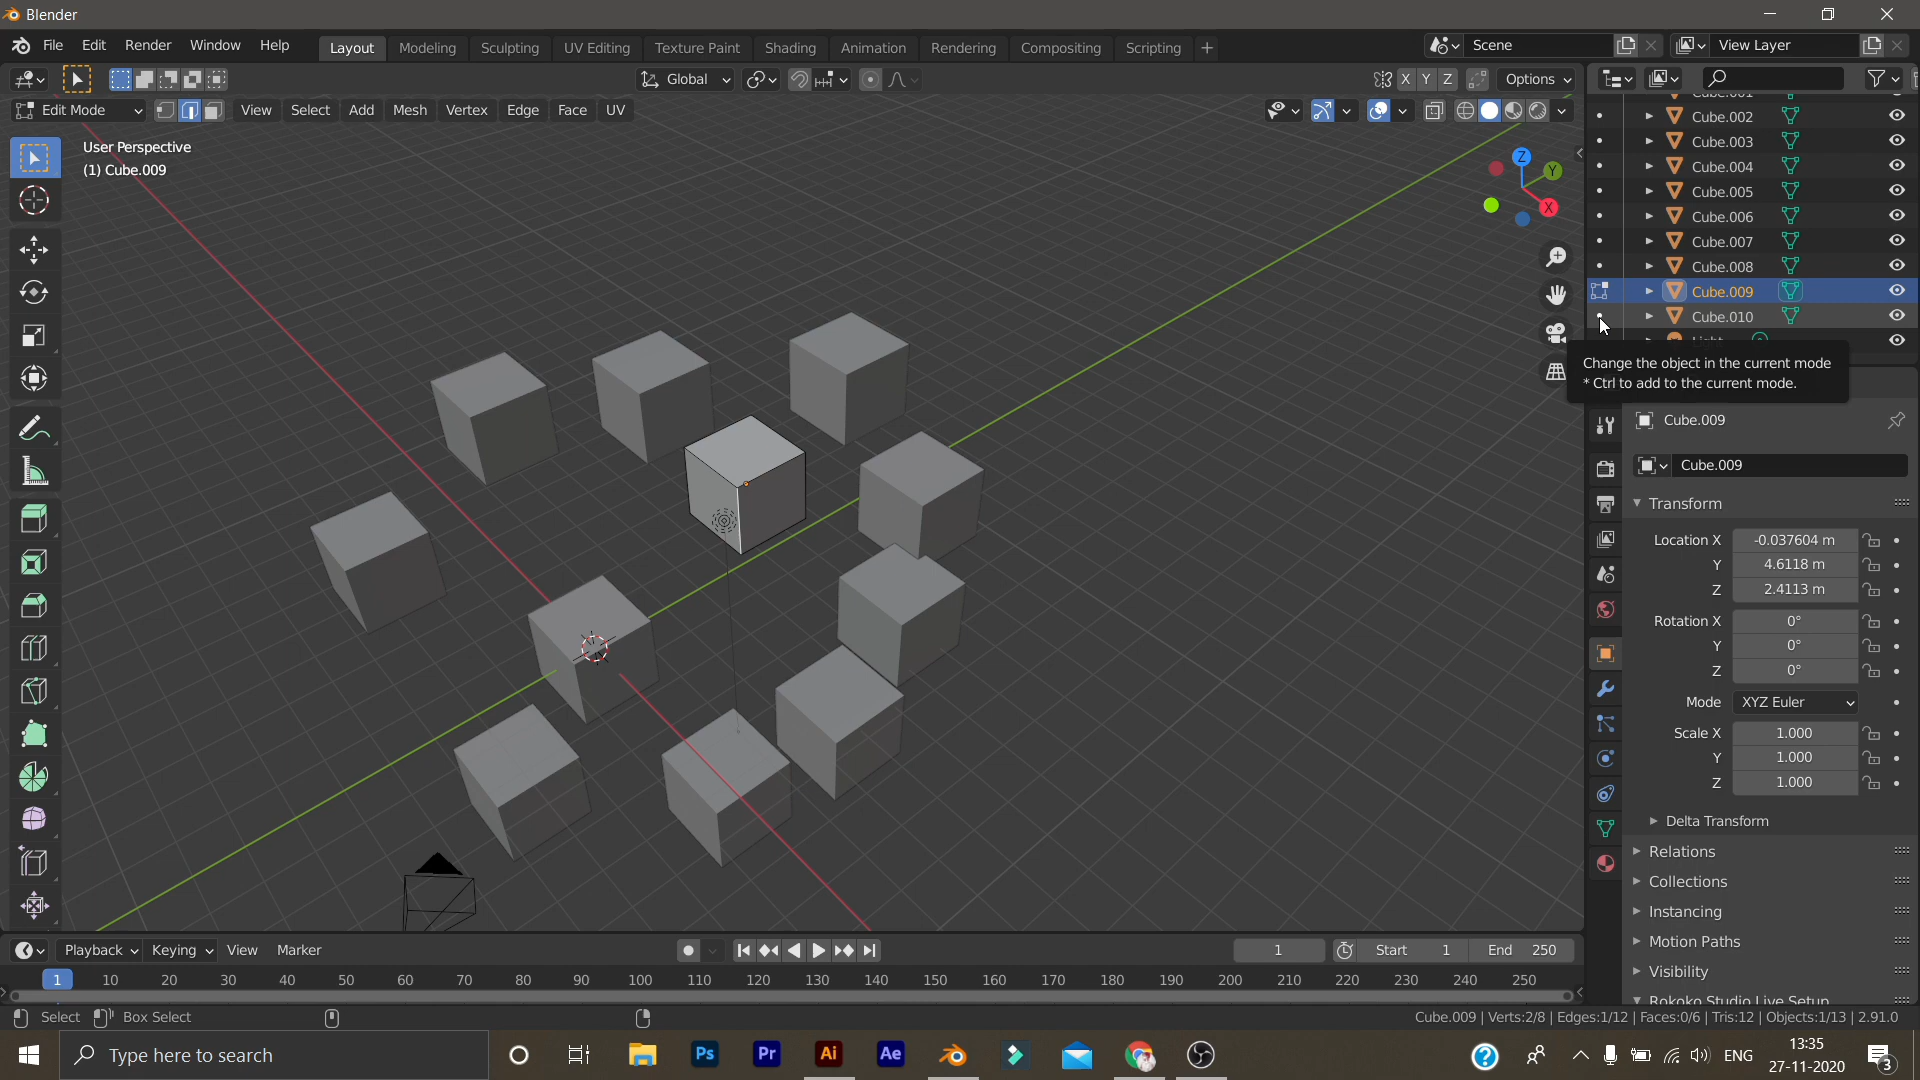 Blender
File Edit Render Window Help Layout Modeling Sculpting UV Editing Texture Paint Shading Animation Rendering Compositing Scripting + Scene View Layer
Global X Y Z Options
Edit Mode View Select Add Mesh Vertex Edge Face UV
User Perspective
(1) Cube.009
Z
Y
X
Cube.001
Cube.002
Cube.003
Cube.004
Cube.005
Cube.006
Cube.007
Cube.008
Cube.009
Cube.010
Light
Change the object in the current mode
* Ctrl to add to the current mode.
Cube.009
Cube.009
Transform
Location X -0.037604 m
Y 4.6118 m
Z 2.4113 m
Rotation X 0°
Y 0°
Z 0°
Mode XYZ Euler
Scale X 1.000
Y 1.000
Z 1.000
Delta Transform
Relations
Collections
Instancing
Motion Paths
Visibility
Rokoko Studio Live Setup
Playback Keying View Marker 1 Start 1 End 250
1 10 20 30 40 50 60 70 80 90 100 110 120 130 140 150 160 170 180 190 200 210 220 230 240 250
Select Box Select Cube.009 | Verts:2/8 | Edges:1/12 | Faces:0/6 | Tris:12 | Objects:1/13 | 2.91.0
Type here to search Ps Pr Ai Ae ENG 13:35
27-11-2020 3